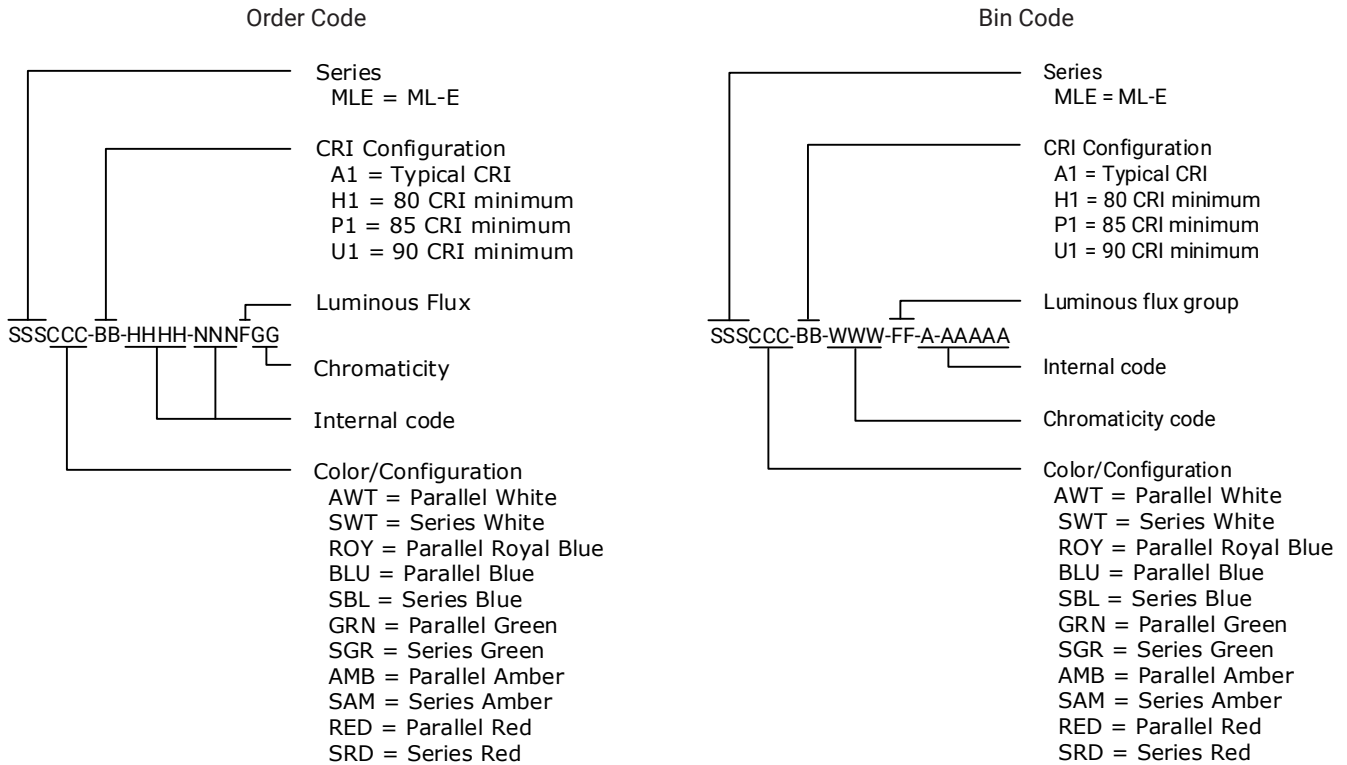 Order Code
Series
MLE = ML-E
CRI Configuration
A1 = Typical CRI
H1 = 80 CRI minimum
P1 = 85 CRI minimum
U1 = 90 CRI minimum
Luminous Flux
SSSCCC-BB-HHHH-NNNFGG
Chromaticity
Internal code
Color/Configuration
AWT = Parallel White
SWT = Series White
ROY = Parallel Royal Blue
BLU = Parallel Blue
SBL = Series Blue
GRN = Parallel Green
SGR = Series Green
AMB = Parallel Amber
SAM = Series Amber
RED = Parallel Red
SRD = Series Red
Bin Code
Series
MLE = ML-E
CRI Configuration
A1 = Typical CRI
H1 = 80 CRI minimum
P1 = 85 CRI minimum
U1 = 90 CRI minimum
Luminous flux group
SSSCCC-BB-WWW-FF-A-AAAAA
Internal code
Chromaticity code
Color/Configuration
AWT = Parallel White
SWT = Series White
ROY = Parallel Royal Blue
BLU = Parallel Blue
SBL = Series Blue
GRN = Parallel Green
SGR = Series Green
AMB = Parallel Amber
SAM = Series Amber
RED = Parallel Red
SRD = Series Red